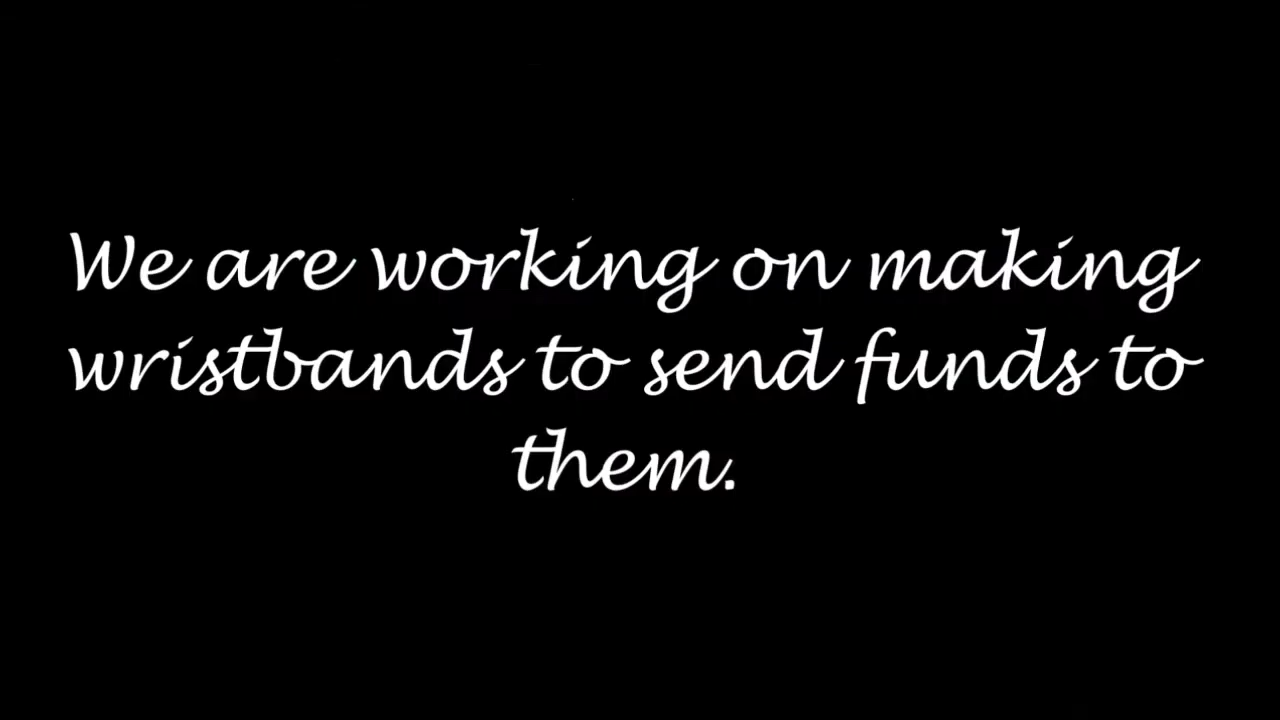 We are working on making
wristbands to send funds to
them.